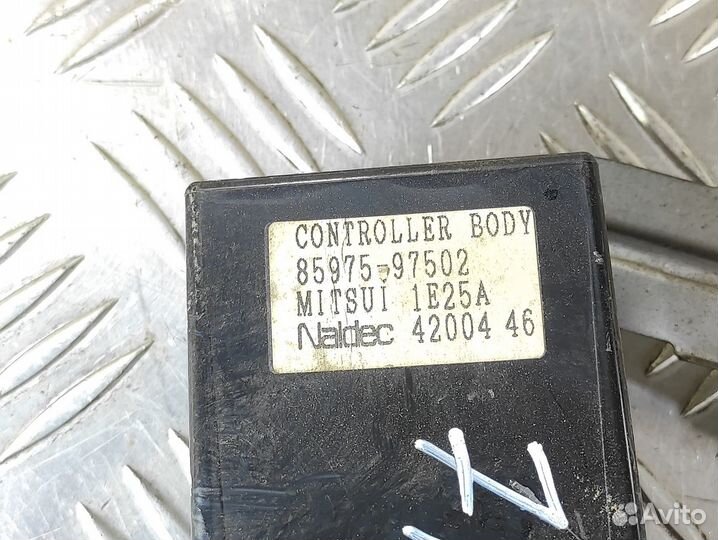 CONTROLLER BODY
85975-97502
MITSUI 1E25A
Naldec 42004 46
Avito